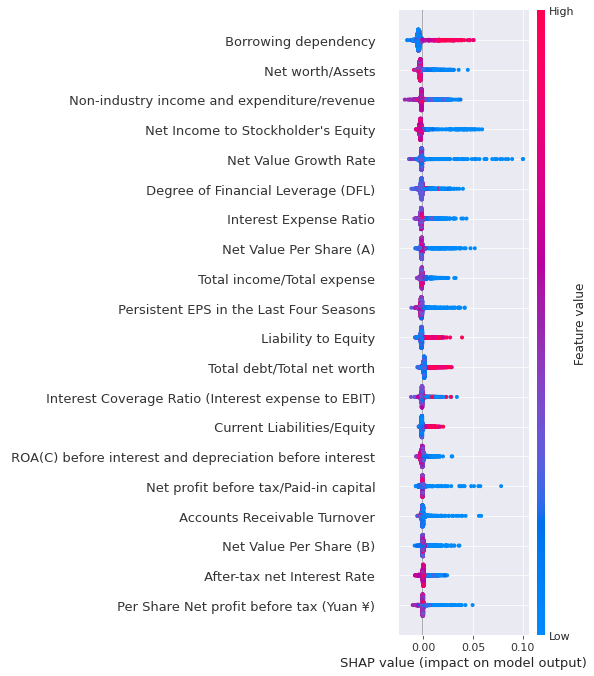 High
Borrowing dependency
Net worth/Assets
Non-industry income and expenditure/revenue
Net Income to Stockholder's Equity
Net Value Growth Rate
Degree of Financial Leverage (DFL)
Interest Expense Ratio
Net Value Per Share (A)
Total income/Total expense
Persistent EPS in the Last Four Seasons
Liability to Equity
Total debt/Total net worth
Interest Coverage Ratio (Interest expense to EBIT)
Current Liabilities/Equity
ROA(C) before interest and depreciation before interest
Net profit before tax/Paid-in capital
Accounts Receivable Turnover
Net Value Per Share (B)
After-tax net Interest Rate
Per Share Net profit before tax (Yuan ¥)
Feature value
Low
0.00 0.05 0.10
SHAP value (impact on model output)